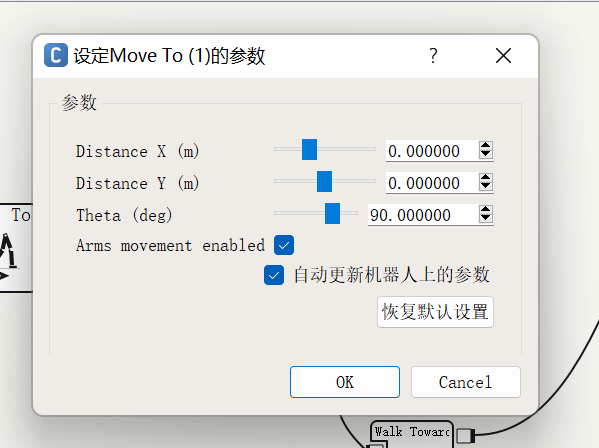 设定Move To (1)的参数
参数
Distance X (m) 0.000000
Distance Y (m) 0.000000
To
Theta (deg) 90.000000
Arms movement enabled
自动更新机器人上的参数
恢复默认设置
OK Cancel
Walk Towarc